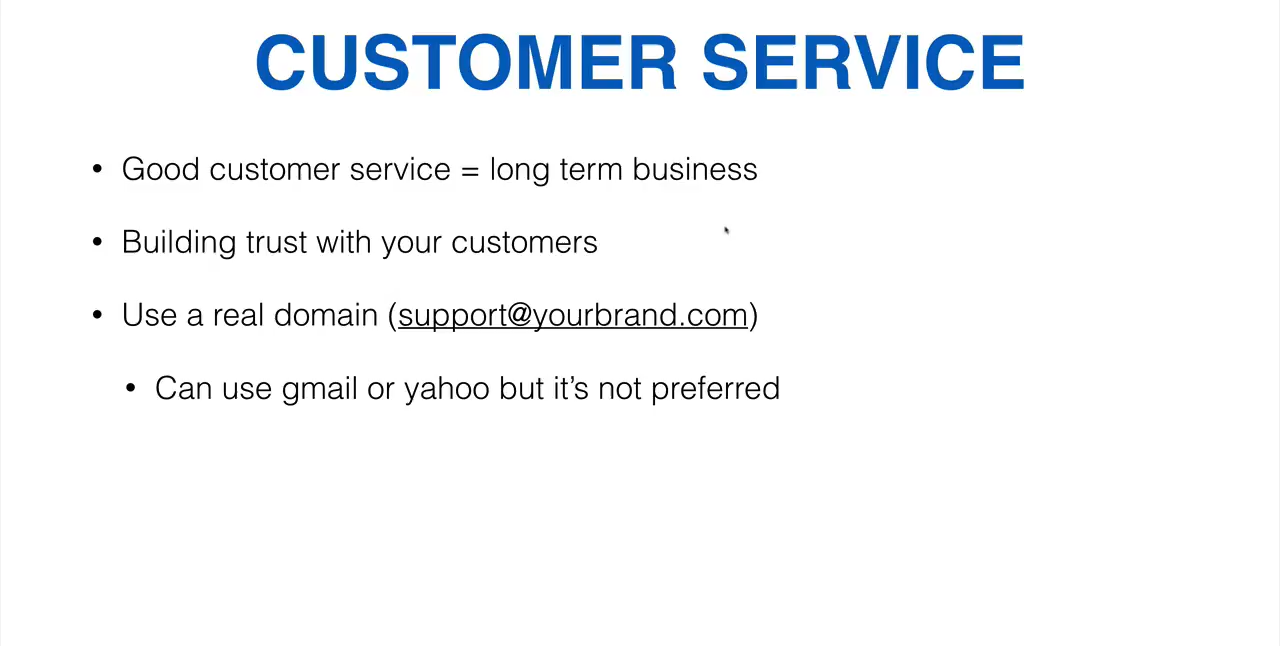 CUSTOMER SERVICE
• Good customer service = long term business
• Building trust with your customers
• Use a real domain (support@yourbrand.com)
• Can use gmail or yahoo but it’s not preferred